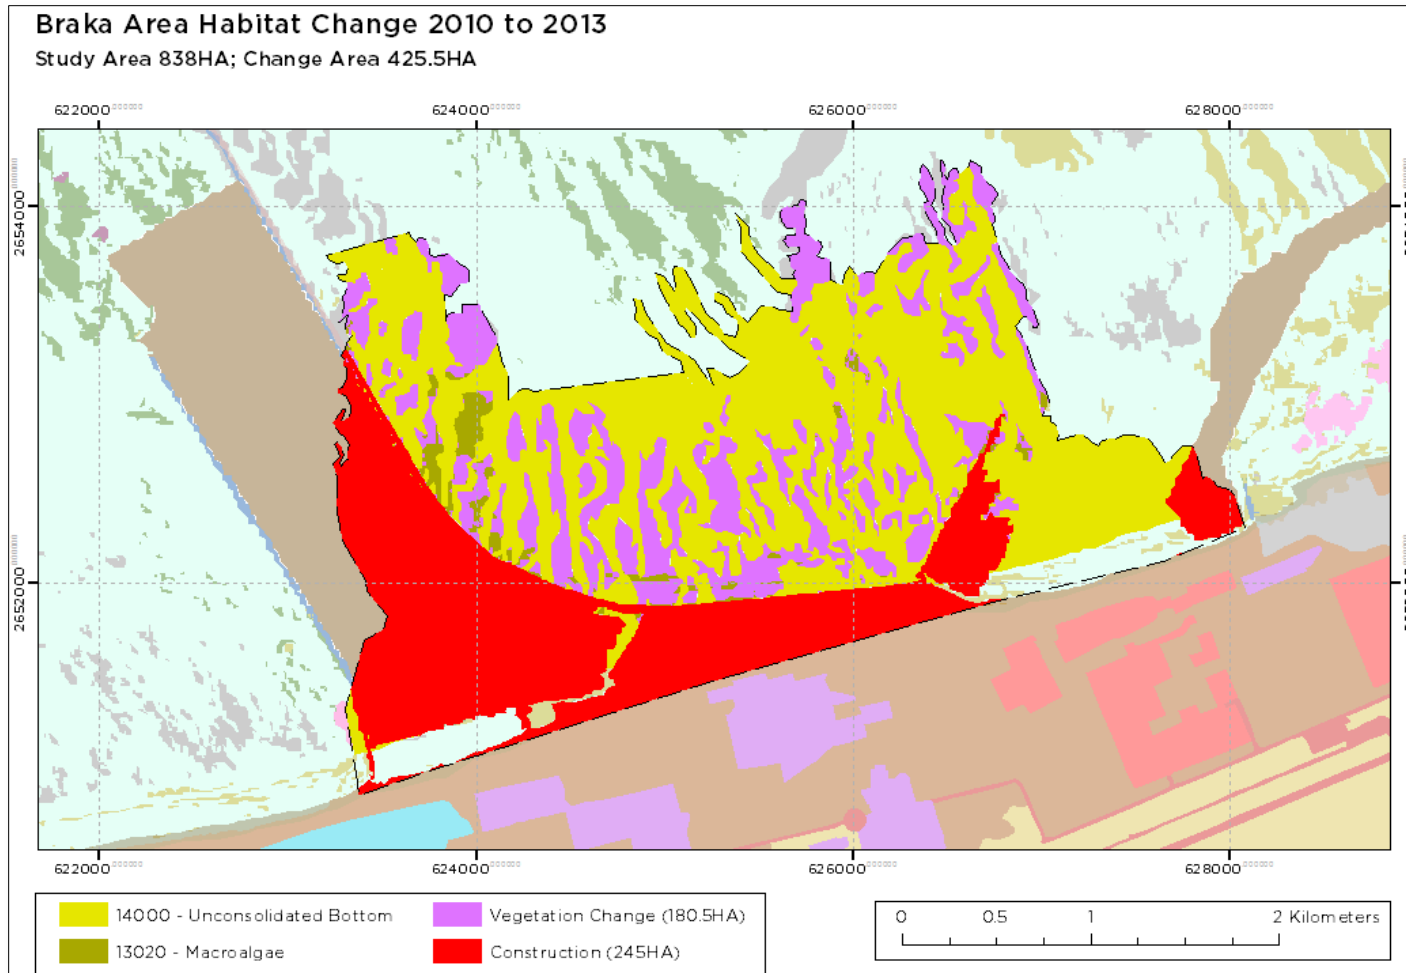 Braka Area Habitat Change 2010 to 2013
Study Area 838HA; Change Area 425.5HA
622000 624000 626000 628000
2654000
2652000
622000 624000 626000 628000
14000 - Unconsolidated Bottom
Vegetation Change (180.5HA)
13020 - Macroalgae
Construction (245HA)
0 0.5 1 2 Kilometers